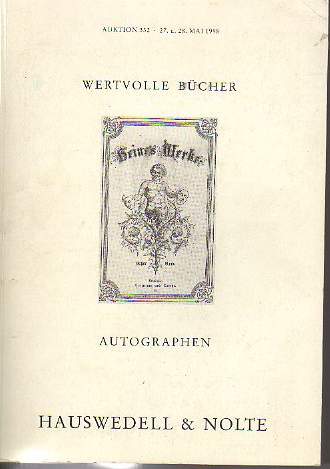 AUKTION 332 - 27. u. 28. MAI 1998
WERTVOLLE BÜCHER
Heine's Werke
AUTOGRAPHEN
HAUSWEDELL & NOLTE